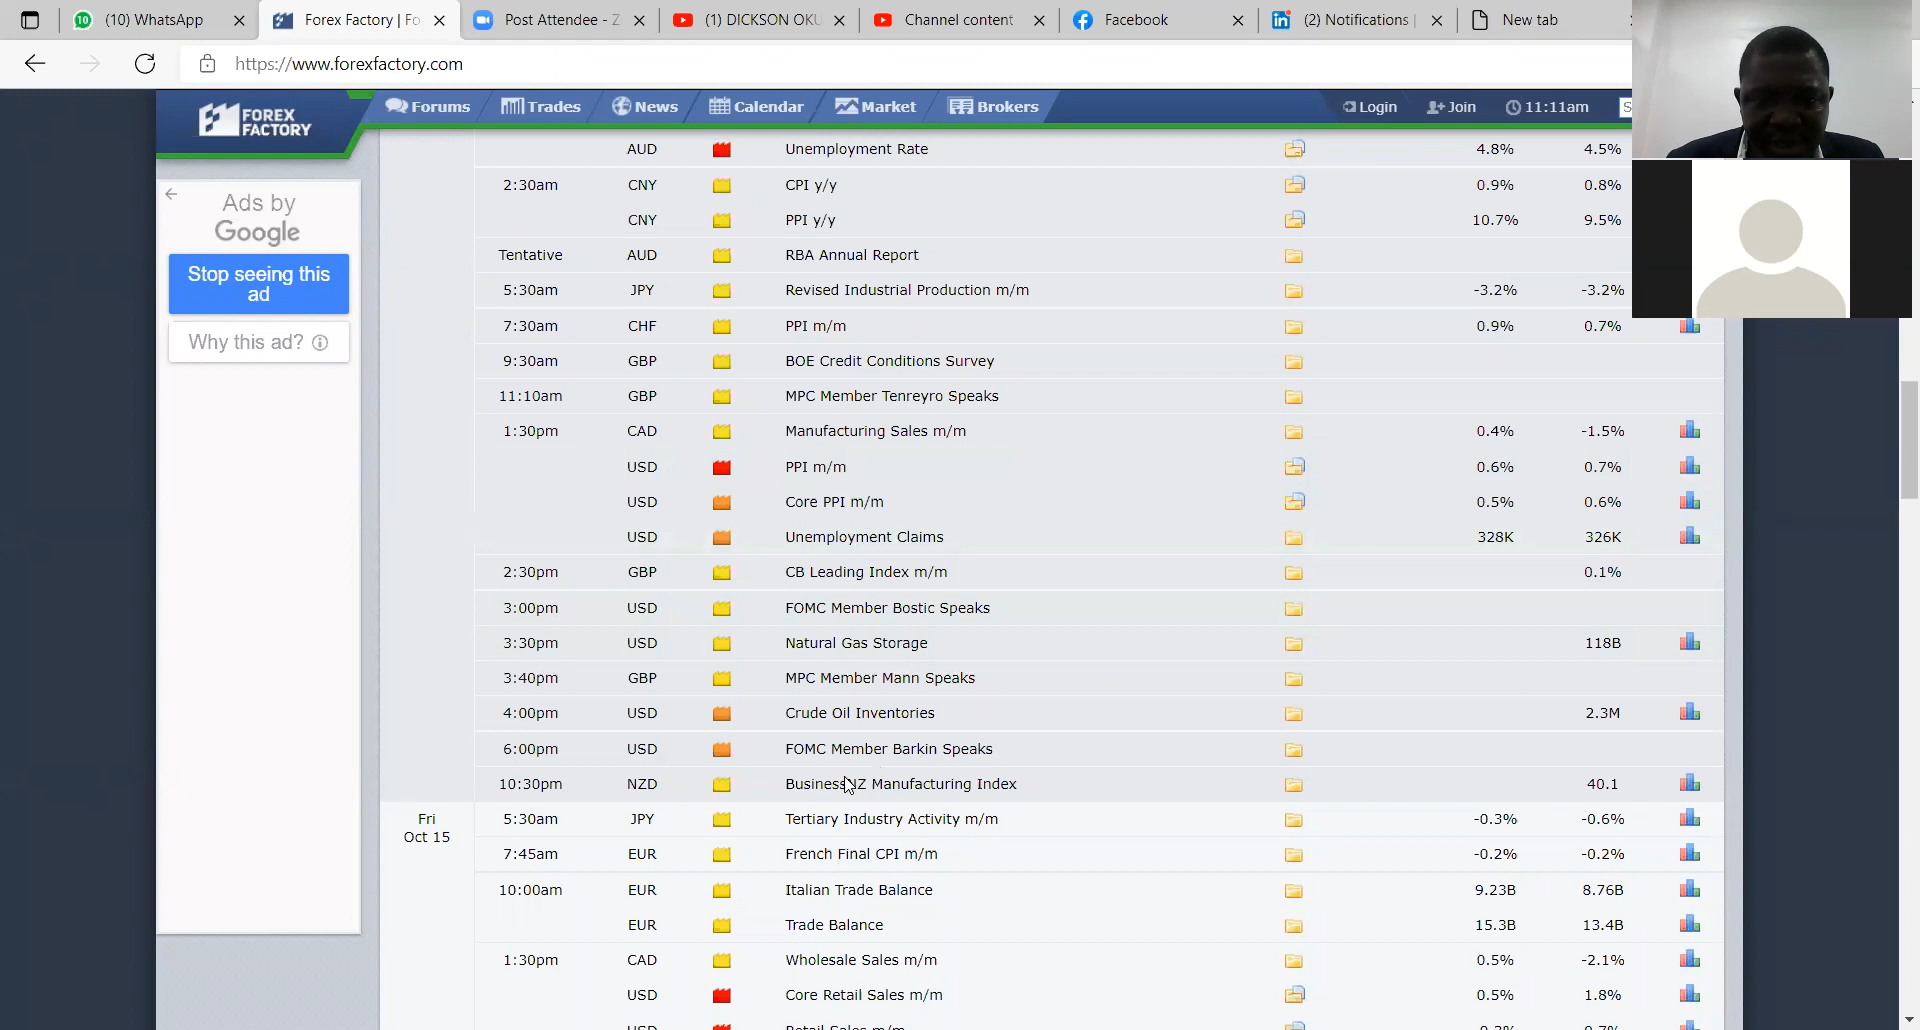 (10) WhatsApp
Forex Factory | Fo
Post Attendee - Z
(1) DICKSON OKU
Channel content
Facebook
(2) Notifications |
New tab
https://www.forexfactory.com
FOREX
FACTORY
Forums
Trades
News
Calendar
Market
Brokers
Login
Join
11:11am
S
Ads by
Google
Stop seeing this
ad
Why this ad?
AUD Unemployment Rate 4.8% 4.5%
2:30am CNY CPI y/y 0.9% 0.8%
CNY PPI y/y 10.7% 9.5%
Tentative AUD RBA Annual Report
5:30am JPY Revised Industrial Production m/m -3.2% -3.2%
7:30am CHF PPI m/m 0.9% 0.7%
9:30am GBP BOE Credit Conditions Survey
11:10am GBP MPC Member Tenreyro Speaks
1:30pm CAD Manufacturing Sales m/m 0.4% -1.5%
USD PPI m/m 0.6% 0.7%
USD Core PPI m/m 0.5% 0.6%
USD Unemployment Claims 328K 326K
2:30pm GBP CB Leading Index m/m 0.1%
3:00pm USD FOMC Member Bostic Speaks
3:30pm USD Natural Gas Storage 118B
3:40pm GBP MPC Member Mann Speaks
4:00pm USD Crude Oil Inventories 2.3M
6:00pm USD FOMC Member Barkin Speaks
10:30pm NZD BusinessNZ Manufacturing Index 40.1
Fri
Oct 15
5:30am JPY Tertiary Industry Activity m/m -0.3% -0.6%
7:45am EUR French Final CPI m/m -0.2% -0.2%
10:00am EUR Italian Trade Balance 9.23B 8.76B
EUR Trade Balance 15.3B 13.4B
1:30pm CAD Wholesale Sales m/m 0.5% -2.1%
USD Core Retail Sales m/m 0.5% 1.8%
USD Retail Sales m/m